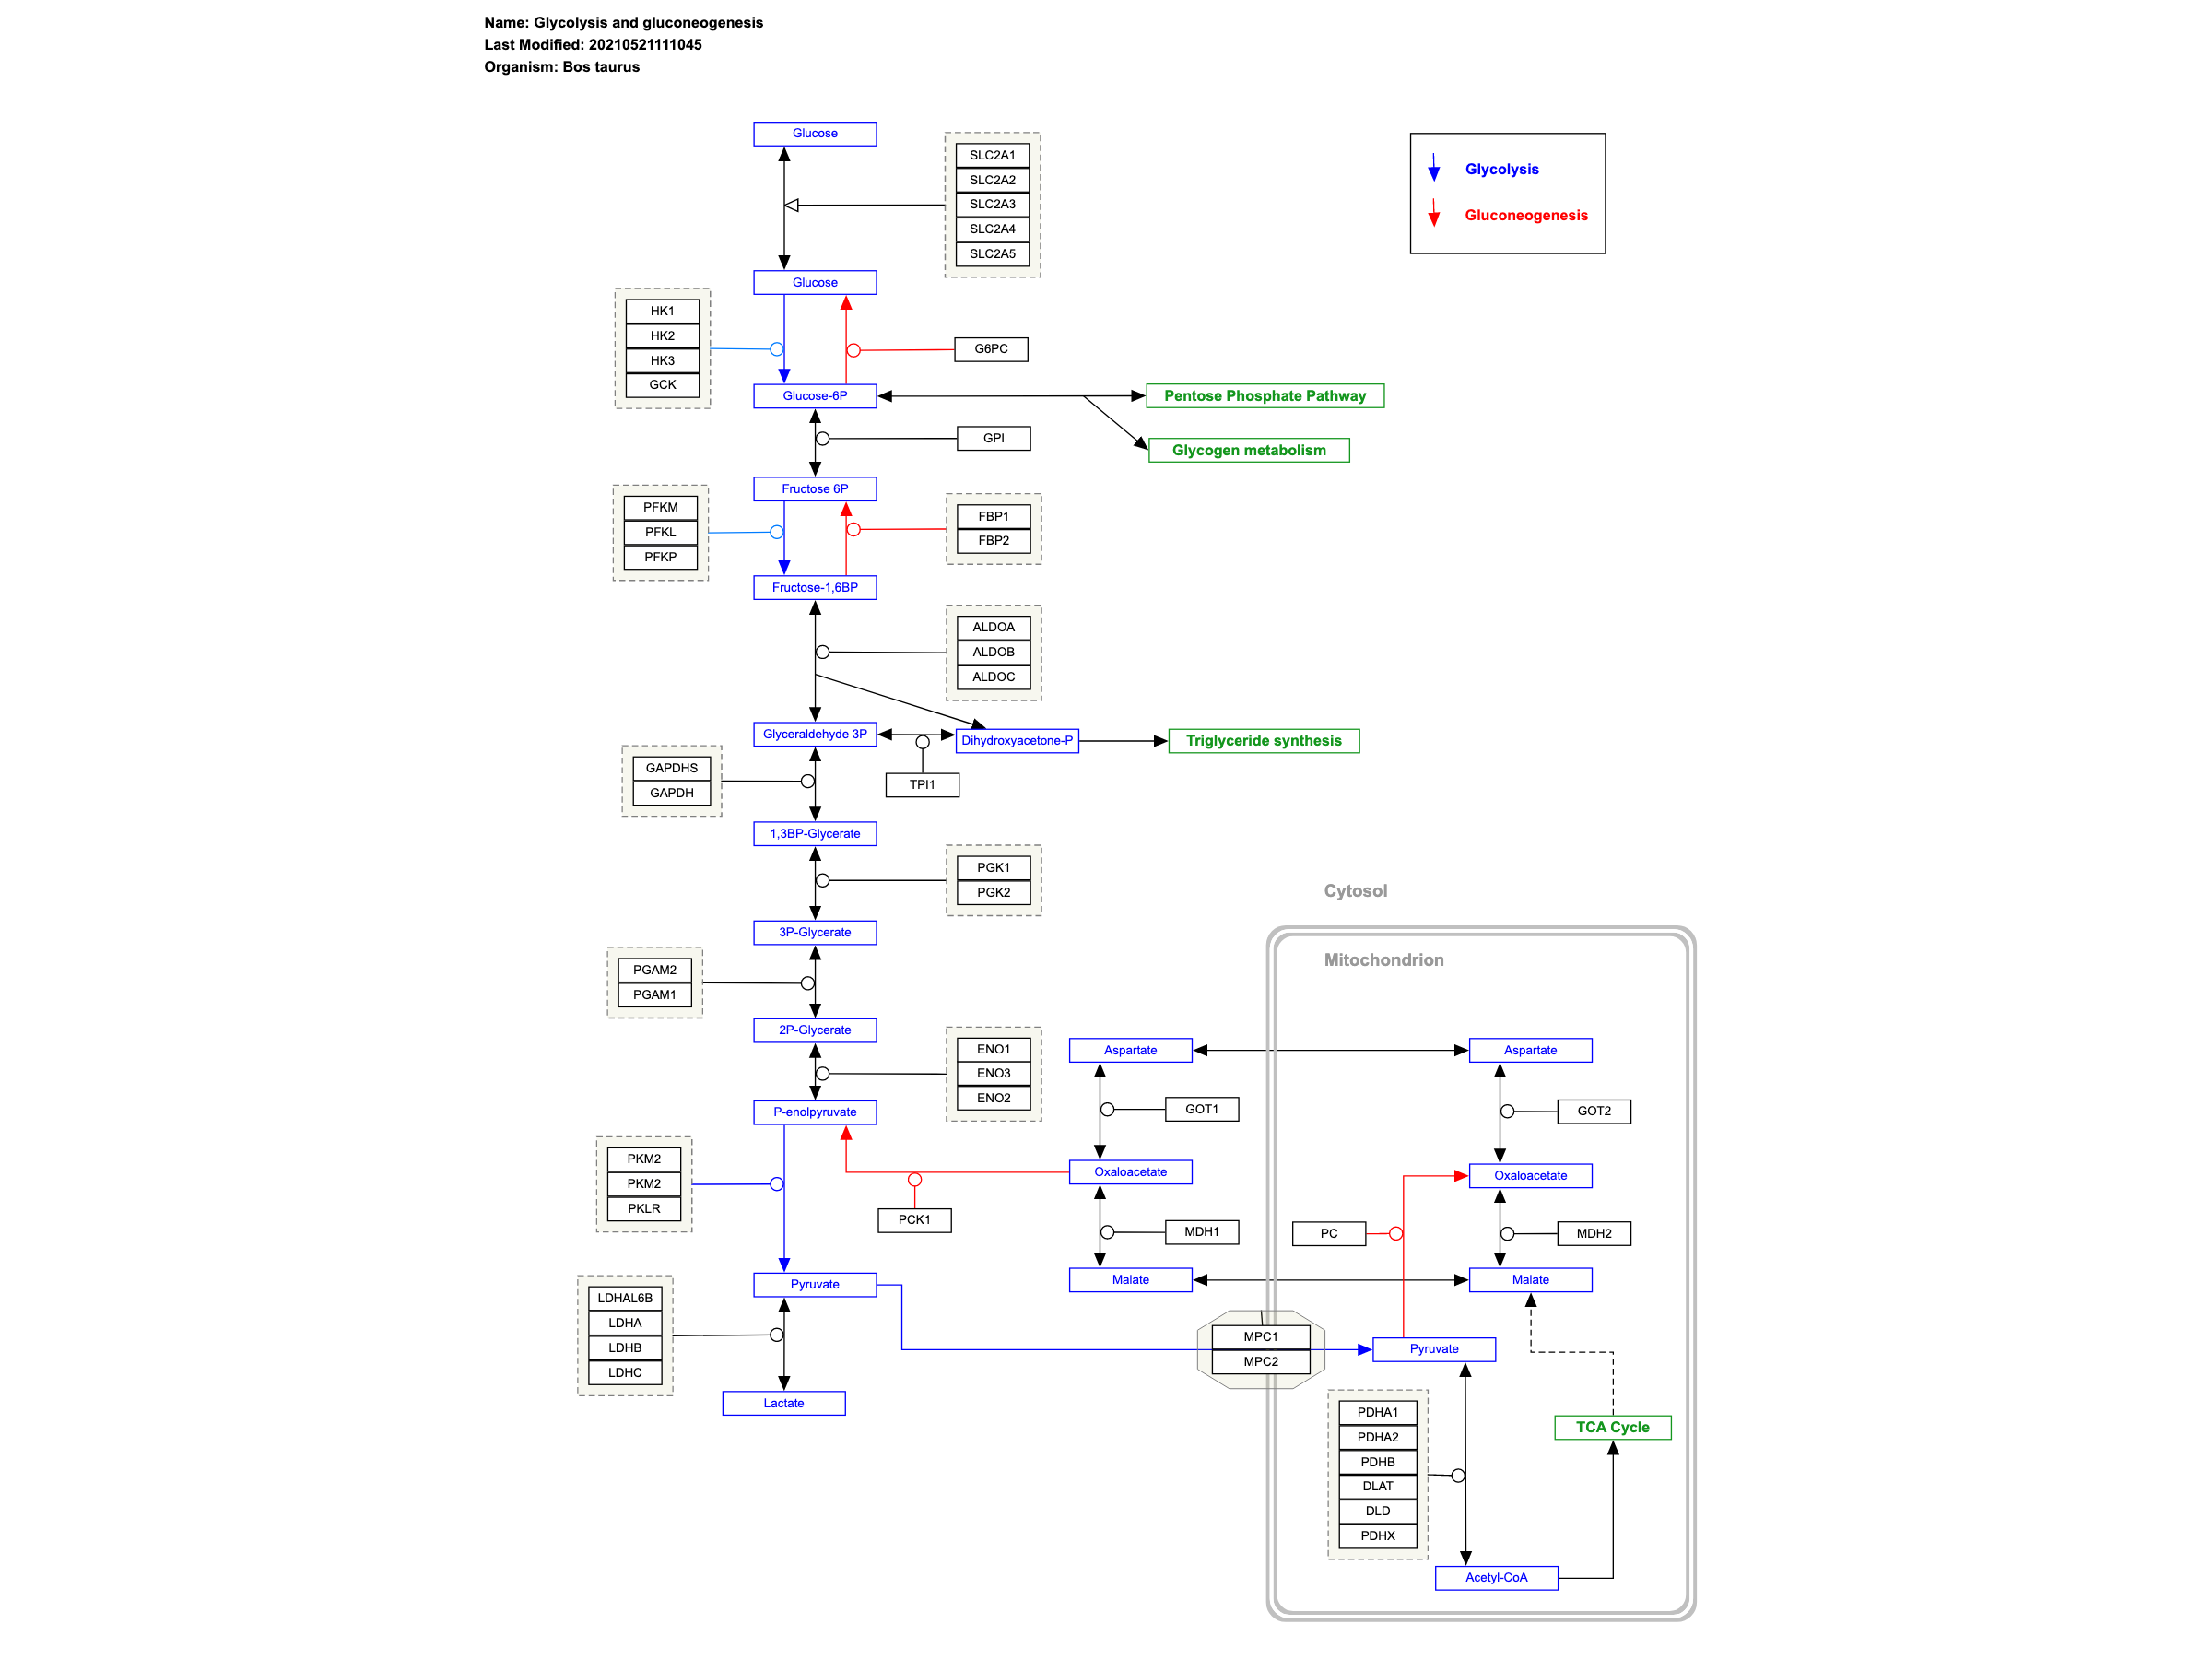 Name: Glycolysis and gluconeogenesis
Last Modified: 20210521111045
Organism: Bos taurus
Glucose
SLC2A1
SLC2A2
SLC2A3
SLC2A4
SLC2A5
Glycolysis
Gluconeogenesis
Glucose
HK1
HK2
HK3
GCK
G6PC
Glucose-6P
Pentose Phosphate Pathway
GPI
Glycogen metabolism
Fructose 6P
PFKM
PFKL
PFKP
FBP1
FBP2
Fructose-1,6BP
ALDOA
ALDOB
ALDOC
Glyceraldehyde 3P
Dihydroxyacetone-P
Triglyceride synthesis
GAPDHS
GAPDH
TPI1
1,3BP-Glycerate
PGK1
PGK2
Cytosol
3P-Glycerate
Mitochondrion
PGAM2
PGAM1
2P-Glycerate
ENO1
ENO3
ENO2
Aspartate
Aspartate
P-enolpyruvate
GOT1
GOT2
PKM2
PKM2
PKLR
Oxaloacetate
Oxaloacetate
PCK1
MDH1
PC
MDH2
Pyruvate
Malate
Malate
LDHAL6B
LDHA
LDHB
LDHC
MPC1
MPC2
Pyruvate
Lactate
PDHA1
PDHA2
PDHB
DLAT
DLD
PDHX
TCA Cycle
Acetyl-CoA